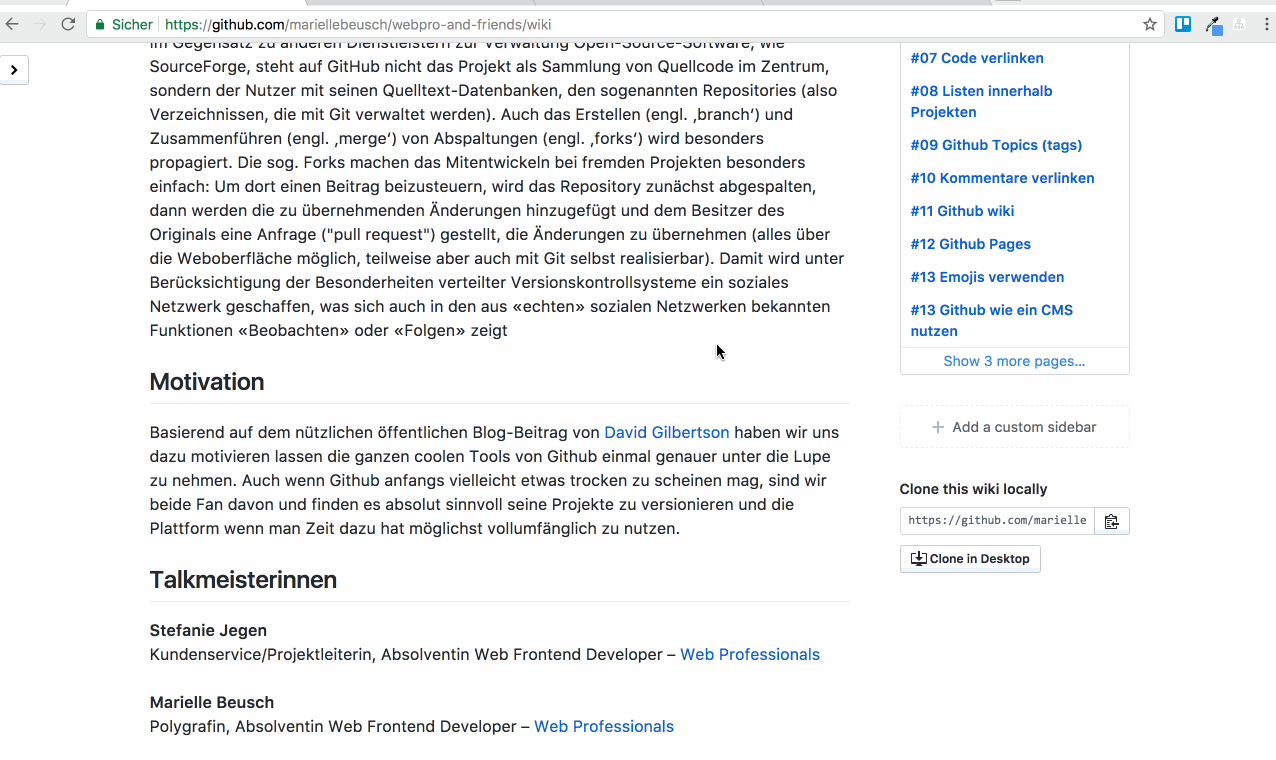 Sicher https://github.com/mariellebeusch/webpro-and-friends/wiki
Im Gegensatz zu anderen Dienstleistern zur Verwaltung Open-Source-Software, wie
SourceForge, steht auf GitHub nicht das Projekt als Sammlung von Quellcode im Zentrum,
sondern der Nutzer mit seinen Quelltext-Datenbanken, den sogenannten Repositories (also
Verzeichnissen, die mit Git verwaltet werden). Auch das Erstellen (engl. ‚branch‘) und
Zusammenführen (engl. ‚merge‘) von Abspaltungen (engl. ‚forks‘) wird besonders
propagiert. Die sog. Forks machen das Mitentwickeln bei fremden Projekten besonders
einfach: Um dort einen Beitrag beizusteuern, wird das Repository zunächst abgespalten,
dann werden die zu übernehmenden Änderungen hinzugefügt und dem Besitzer des
Originals eine Anfrage ("pull request") gestellt, die Änderungen zu übernehmen (alles über
die Weboberfläche möglich, teilweise aber auch mit Git selbst realisierbar). Damit wird unter
Berücksichtigung der Besonderheiten verteilter Versionskontrollsysteme ein soziales
Netzwerk geschaffen, was sich auch in den aus «echten» sozialen Netzwerken bekannten
Funktionen «Beobachten» oder «Folgen» zeigt
Motivation
Basierend auf dem nützlichen öffentlichen Blog-Beitrag von David Gilbertson haben wir uns
dazu motivieren lassen die ganzen coolen Tools von Github einmal genauer unter die Lupe
zu nehmen. Auch wenn Github anfangs vielleicht etwas trocken zu scheinen mag, sind wir
beide Fan davon und finden es absolut sinnvoll seine Projekte zu versionieren und die
Plattform wenn man Zeit dazu hat möglichst vollumfänglich zu nutzen.
Talkmeisterinnen
Stefanie Jegen
Kundenservice/Projektleiterin, Absolventin Web Frontend Developer – Web Professionals
Marielle Beusch
Polygrafin, Absolventin Web Frontend Developer – Web Professionals
#07 Code verlinken
#08 Listen innerhalb
Projekten
#09 Github Topics (tags)
#10 Kommentare verlinken
#11 Github wiki
#12 Github Pages
#13 Emojis verwenden
#13 Github wie ein CMS
nutzen
Show 3 more pages...
Add a custom sidebar
Clone this wiki locally
https://github.com/marielle
Clone in Desktop